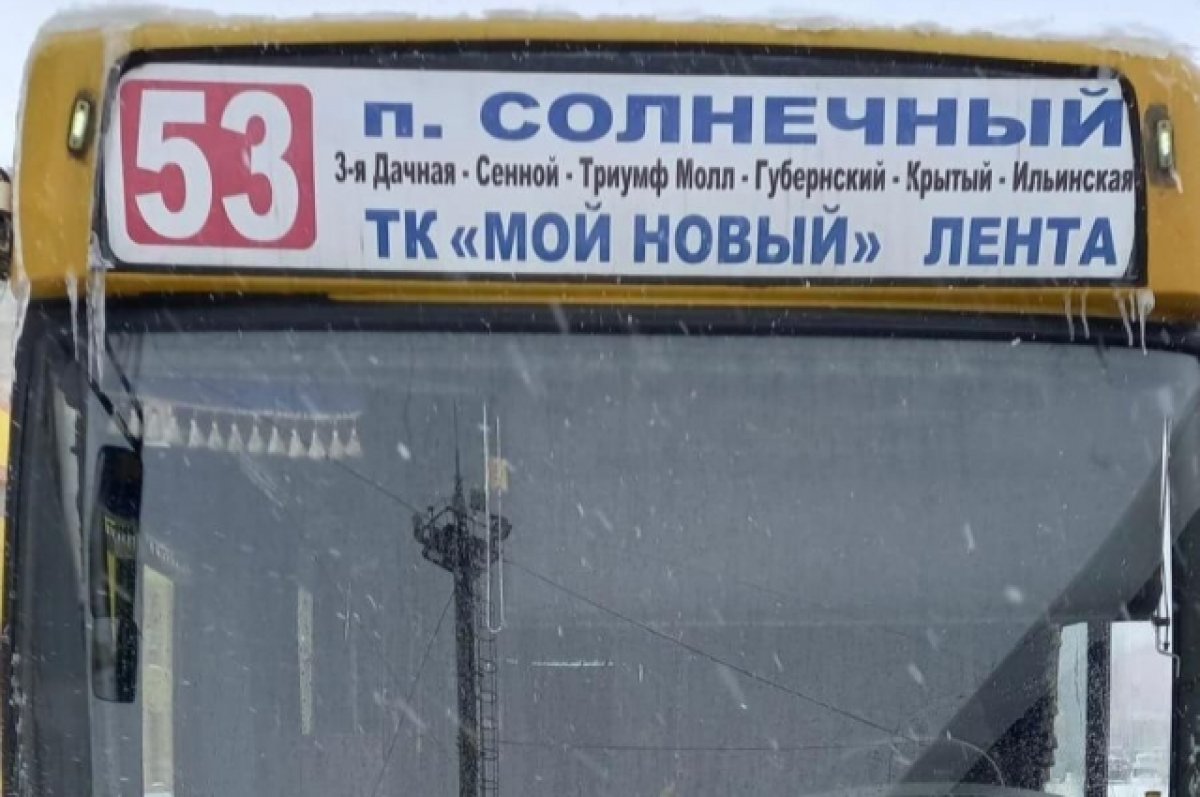 53
п. СОЛНЕЧНЫЙ
3-я Дачная - Сенной - Триумф Молл - Губернский - Крытый - Ильинская
ТК «МОЙ НОВЫЙ» ЛЕНТА